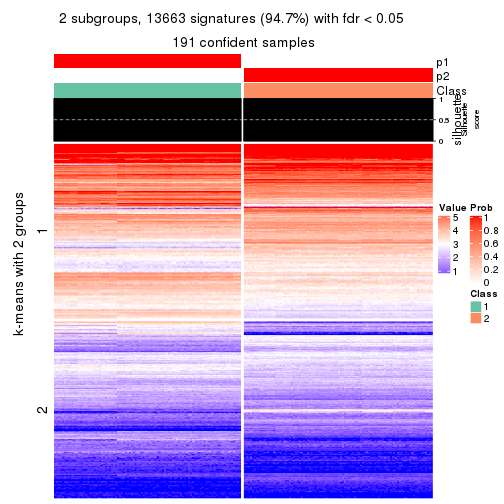 2 subgroups, 13663 signatures (94.7%) with fdr < 0.05
191 confident samples
p1
p2
Class
silhouette
Silhouette
score
1
0.5
0
k-means with 2 groups
1
2
Value
5
4
3
2
1
Prob
1
0.8
0.6
0.4
0.2
0
Class
1
2